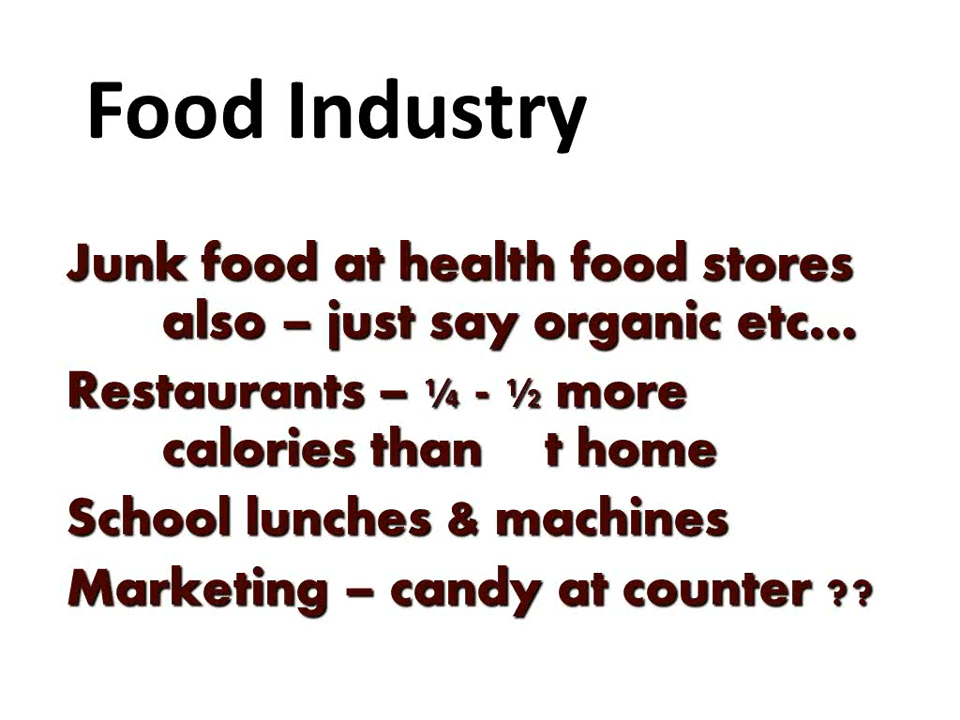 Food Industry
Junk food at health food stores
also – just say organic etc...
Restaurants – ¼ - ½ more
calories than t home
School lunches & machines
Marketing – candy at counter ??